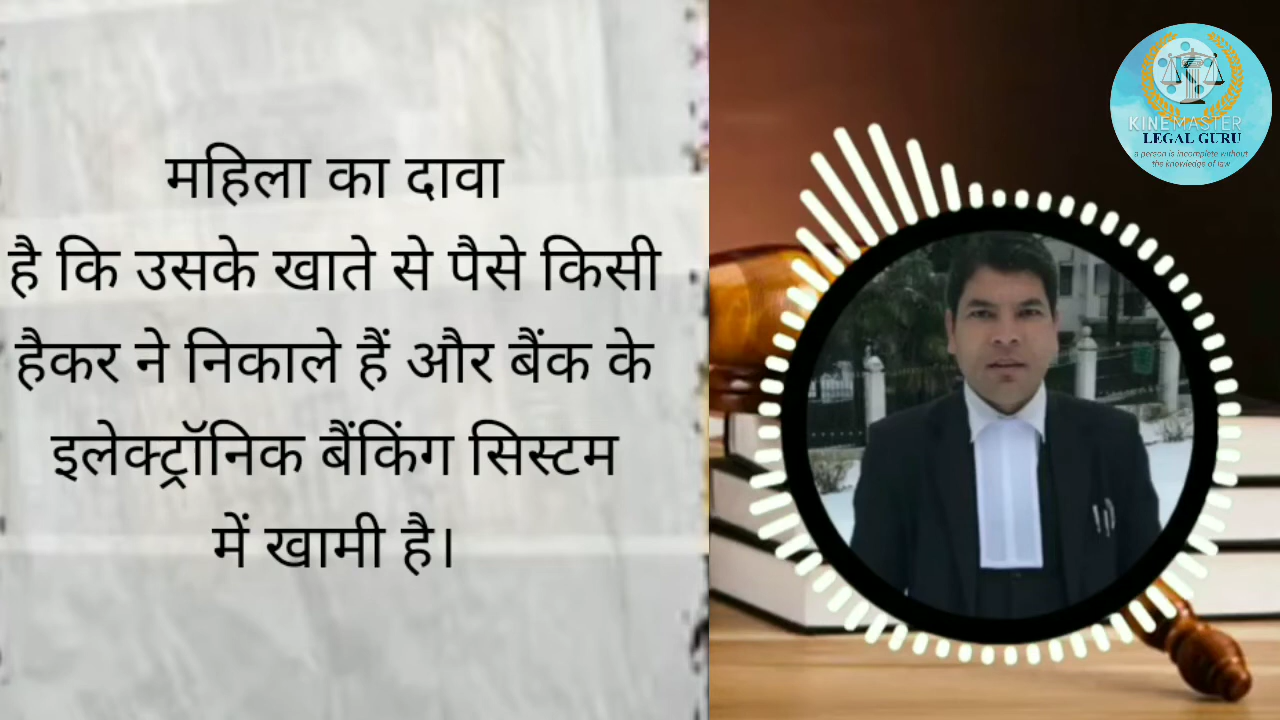 महिला का दावा
है कि उसके खाते से पैसे किसी
हैकर ने निकाले हैं और बैंक के
इलेक्ट्रॉनिक बैंकिंग सिस्टम
में खामी है।
KINEMASTER
LEGAL GURU
a person is incomplete without
the knowledge of law